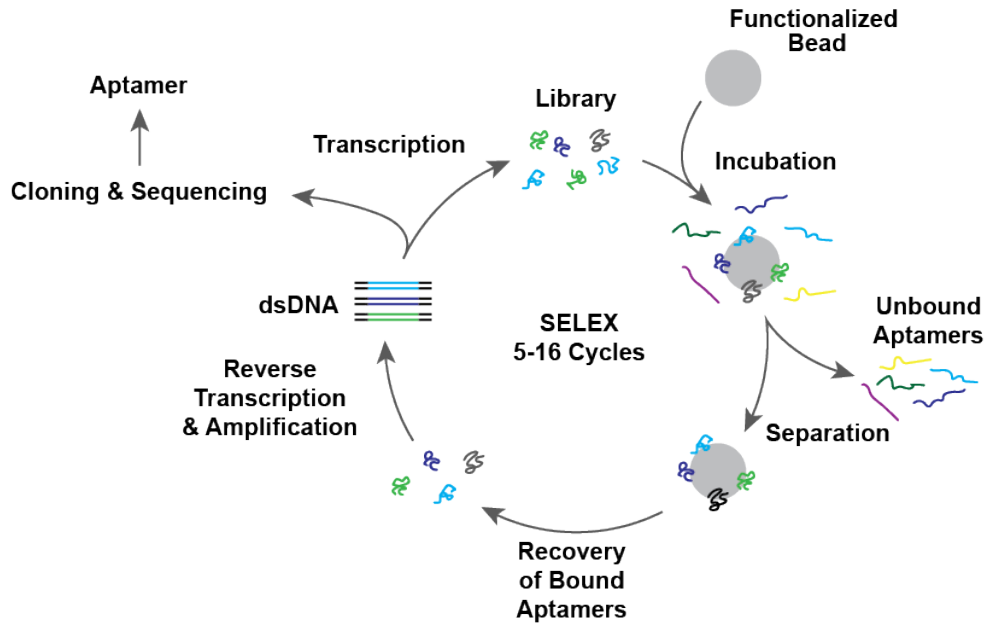 Functionalized
Bead
Aptamer
Library
Transcription
Incubation
Cloning & Sequencing
dsDNA
SELEX
5-16 Cycles
Unbound
Aptamers
Reverse
Transcription
& Amplification
Separation
Recovery
of Bound
Aptamers